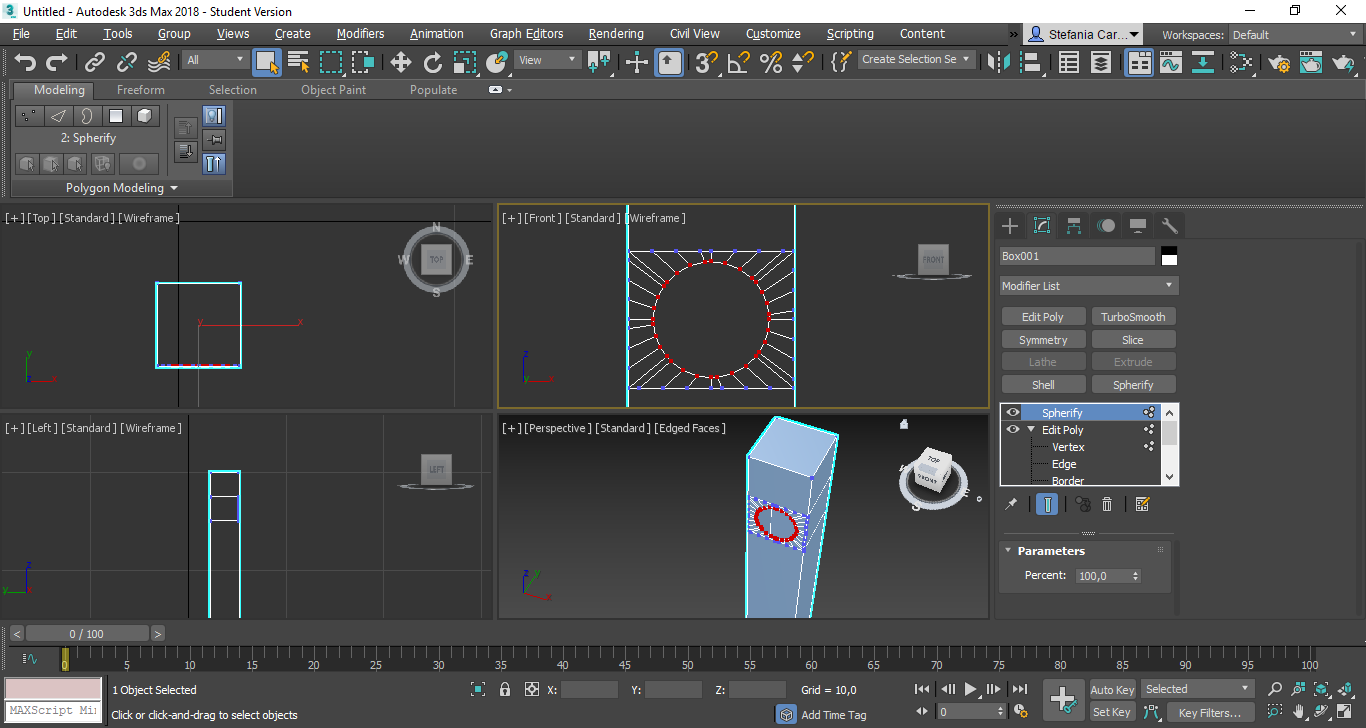 3 Untitled - Autodesk 3ds Max 2018 - Student Version
File Edit Tools Group Views Create Modifiers Animation Graph Editors Rendering Civil View Customize Scripting Content » Stefania Car... Workspaces: Default
All View 3 Create Selection Se
Modeling Freeform Selection Object Paint Populate
2: Spherify
Polygon Modeling
[+] [Top] [Standard] [Wireframe]
N
W TOP E
S
y x
y
z x
[+] [Front] [Standard] [Wireframe]
FRONT
z
y x
[+] [Left] [Standard] [Wireframe]
LEFT
z
y x
[+] [Perspective] [Standard] [Edged Faces]
TOP
FRONT
E
S
z y
x
Box001
Modifier List
Edit Poly TurboSmooth
Symmetry Slice
Lathe Extrude
Shell Spherify
Spherify
Edit Poly
Vertex
Edge
Border
Parameters
Percent: 100,0
< 0 / 100 >
0 5 10 15 20 25 30 35 40 45 50 55 60 65 70 75 80 85 90 95 100
1 Object Selected X: Y: Z: Grid = 10,0 Auto Key Selected
MAXScript Mi
Click or click-and-drag to select objects Add Time Tag 0 Set Key Key Filters...